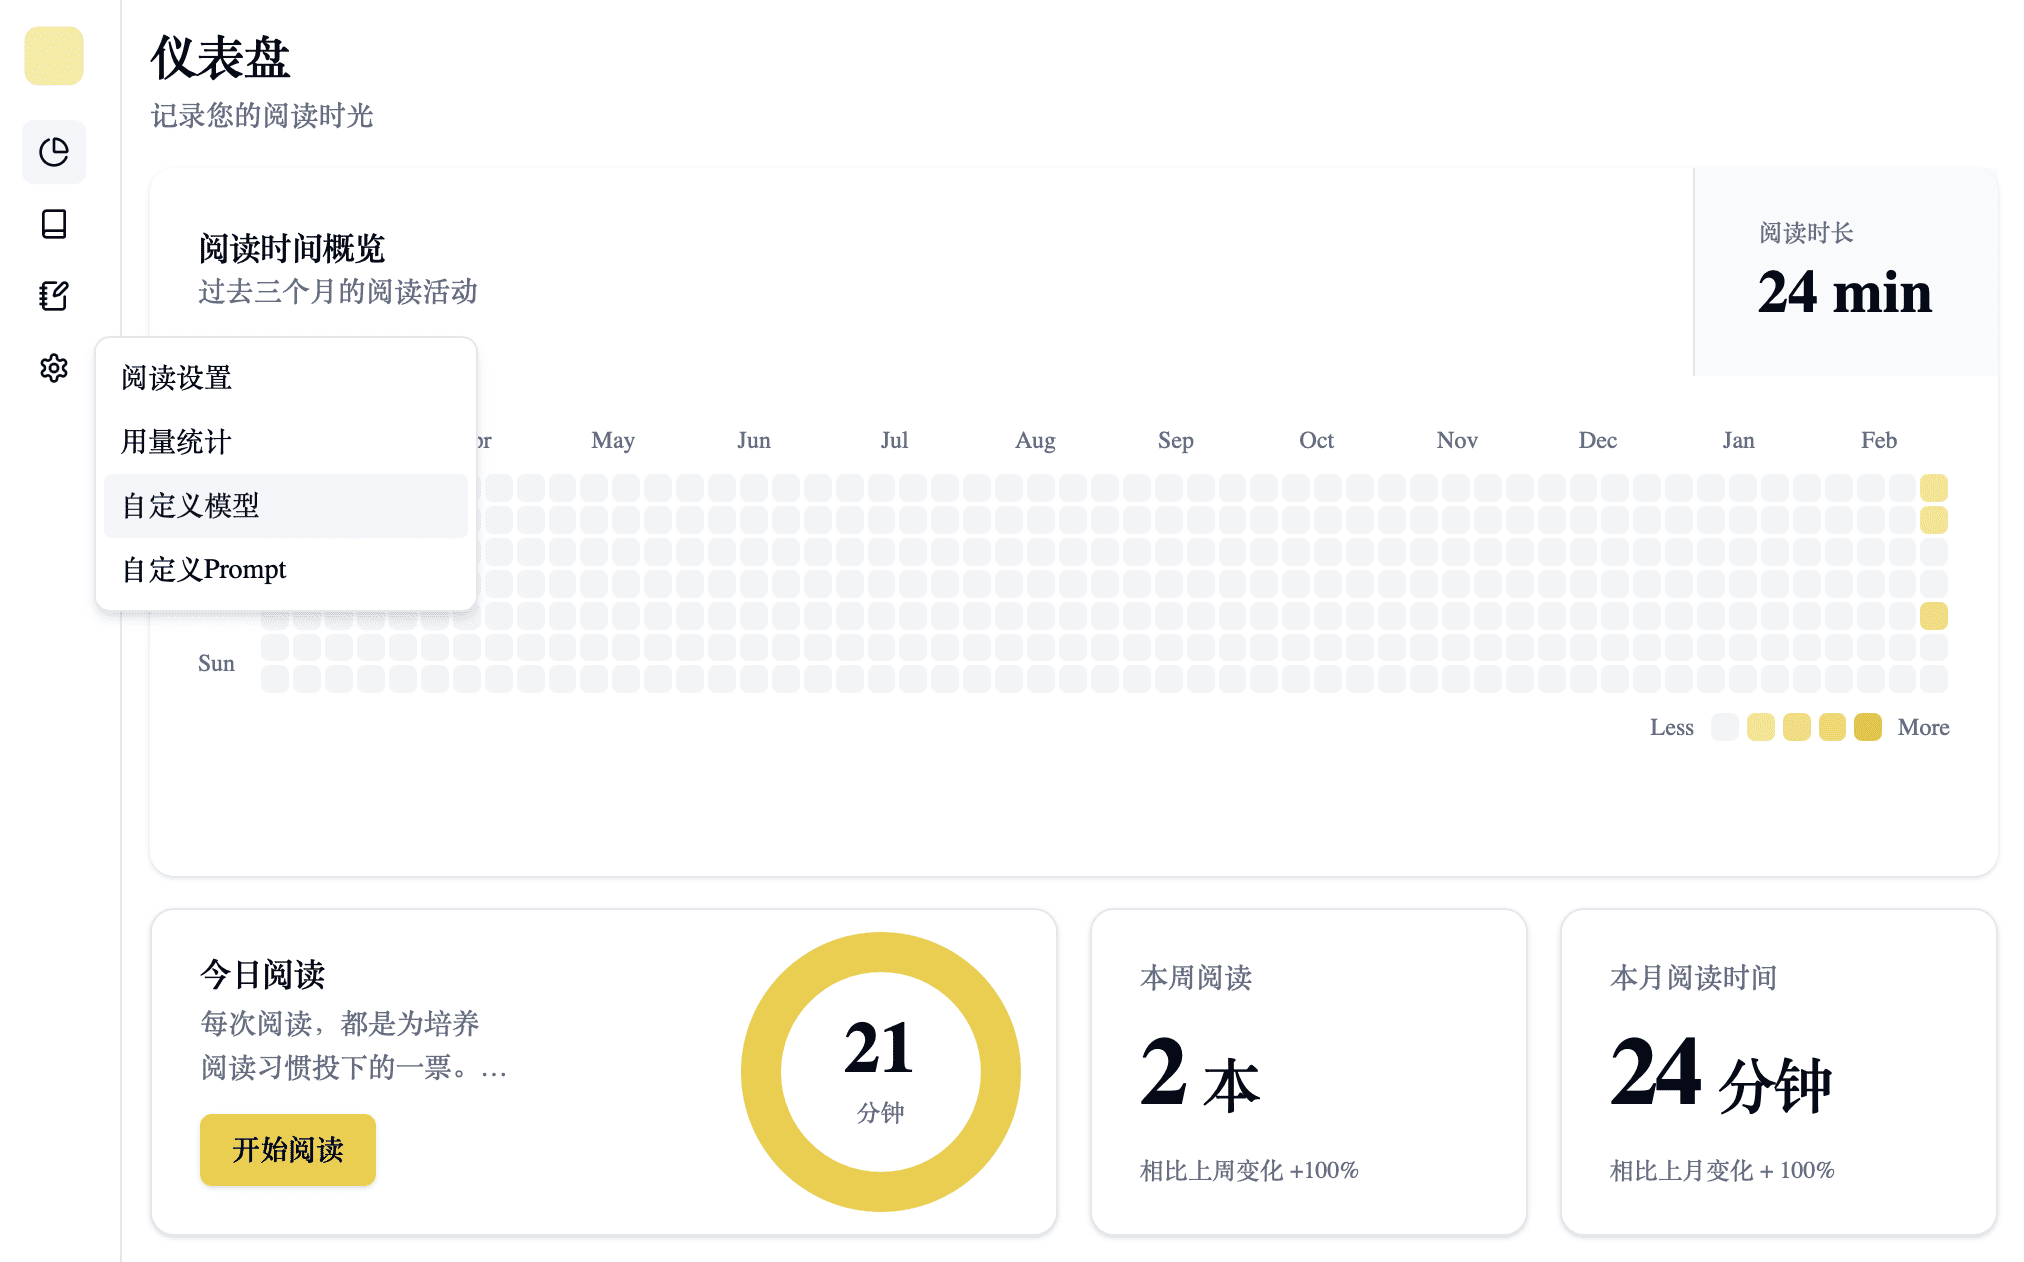 仪表盘
记录您的阅读时光
阅读时间概览
过去三个月的阅读活动
阅读时长
24 min
阅读设置
用量统计
自定义模型
自定义Prompt
May Jun Jul Aug Sep Oct Nov Dec Jan Feb
Sun
Less More
今日阅读
每次阅读，都是为培养
阅读习惯投下的一票。…
开始阅读
21
分钟
本周阅读
2 本
相比上周变化 +100%
本月阅读时间
24 分钟
相比上月变化 + 100%